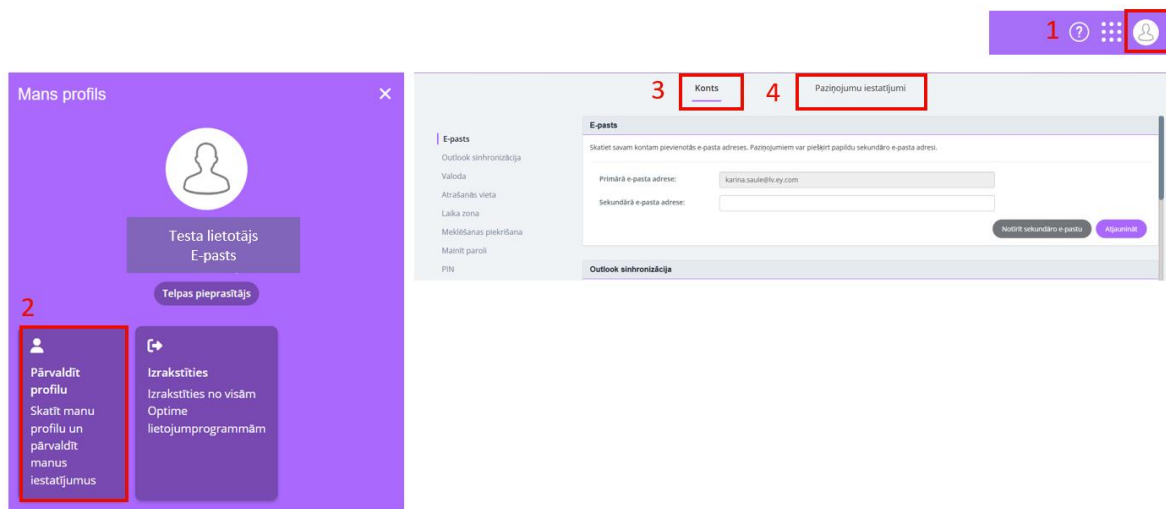 1
Mans profils
Testa lietotājs
E-pasts
Telpas pieprasītājs
2
Pārvaldīt
profilu
Skatīt manu
profilu un
pārvaldīt
manus
iestatījumus
Izrakstīties
Izrakstīties no visām
Optime
lietojumprogrammām
3
Konts
4
Paziņojumu iestatījumi
E-pasts
Outlook sinhronizācija
Valoda
Atrašanās vieta
Laika zona
Meklēšanas piekrišana
Mainīt paroli
PIN
E-pasts
Skatiet savam kontam pievienotās e-pasta adreses. Paziņojumiem var piešķirt papildu sekundāro e-pasta adresi.
Primārā e-pasta adrese:
karina.saule@lv.ey.com
Sekundārā e-pasta adrese:
Notīrīt sekundāro e-pastu
Atjaunināt
Outlook sinhronizācija